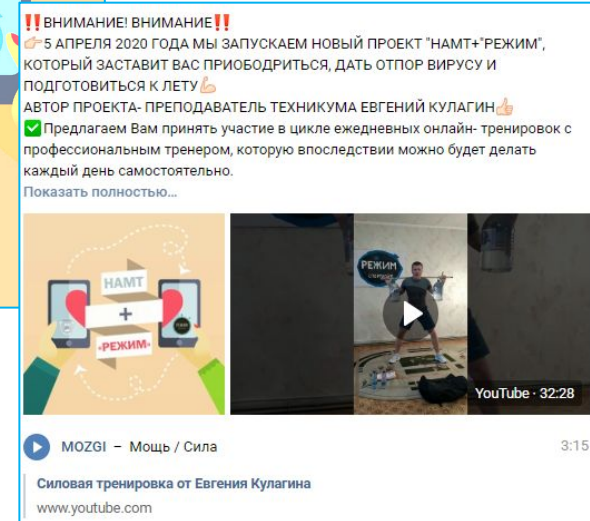 ‼ВНИМАНИЕ! ВНИМАНИЕ‼
👉🏻5 АПРЕЛЯ 2020 ГОДА МЫ ЗАПУСКАЕМ НОВЫЙ ПРОЕКТ "НАМТ+"РЕЖИМ",
КОТОРЫЙ ЗАСТАВИТ ВАС ПРИОБОДРИТЬСЯ, ДАТЬ ОТПОР ВИРУСУ И
ПОДГОТОВИТЬСЯ К ЛЕТУ💪🏻
АВТОР ПРОЕКТА- ПРЕПОДАВАТЕЛЬ ТЕХНИКУМА ЕВГЕНИЙ КУЛАГИН👍🏻
✅Предлагаем Вам принять участие в цикле ежедневных онлайн- тренировок с
профессиональным тренером, которую впоследствии можно будет делать
каждый день самостоятельно.
Показать полностью…
НАМТ
+
«РЕЖИМ»
РЕЖИМ
YouTube · 32:28
MOZGI – Мощь / Сила 3:15
Силовая тренировка от Евгения Кулагина
www.youtube.com